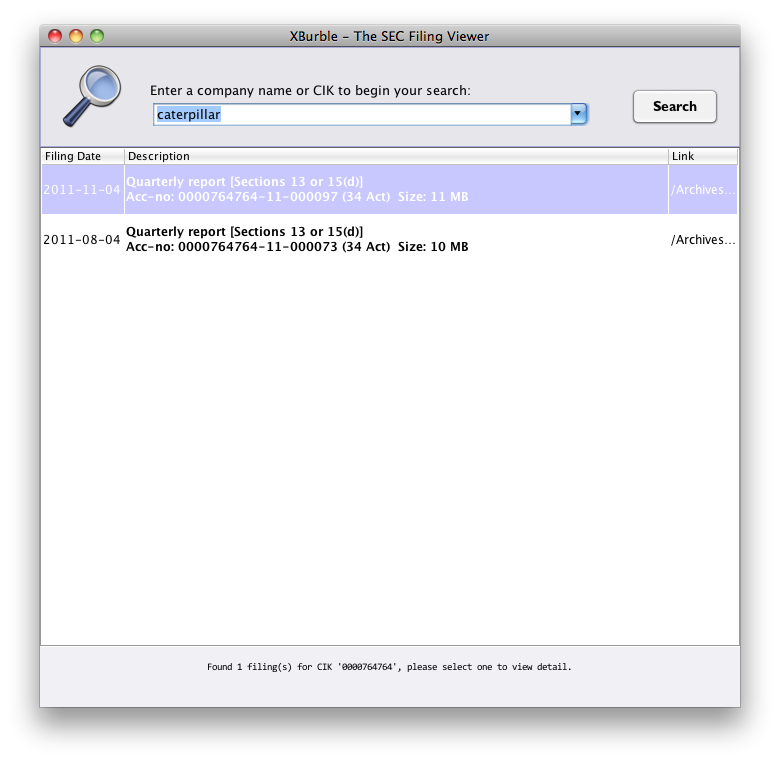 XBurble - The SEC Filing Viewer
Enter a company name or CIK to begin your search:
caterpillar
Search
Filing Date Description Link
2011-11-04 Quarterly report [Sections 13 or 15(d)] /Archives...
Acc-no: 0000764764-11-000097 (34 Act)  Size: 11 MB
2011-08-04 Quarterly report [Sections 13 or 15(d)] /Archives...
Acc-no: 0000764764-11-000073 (34 Act)  Size: 10 MB
Found 1 filing(s) for CIK '0000764764', please select one to view detail.